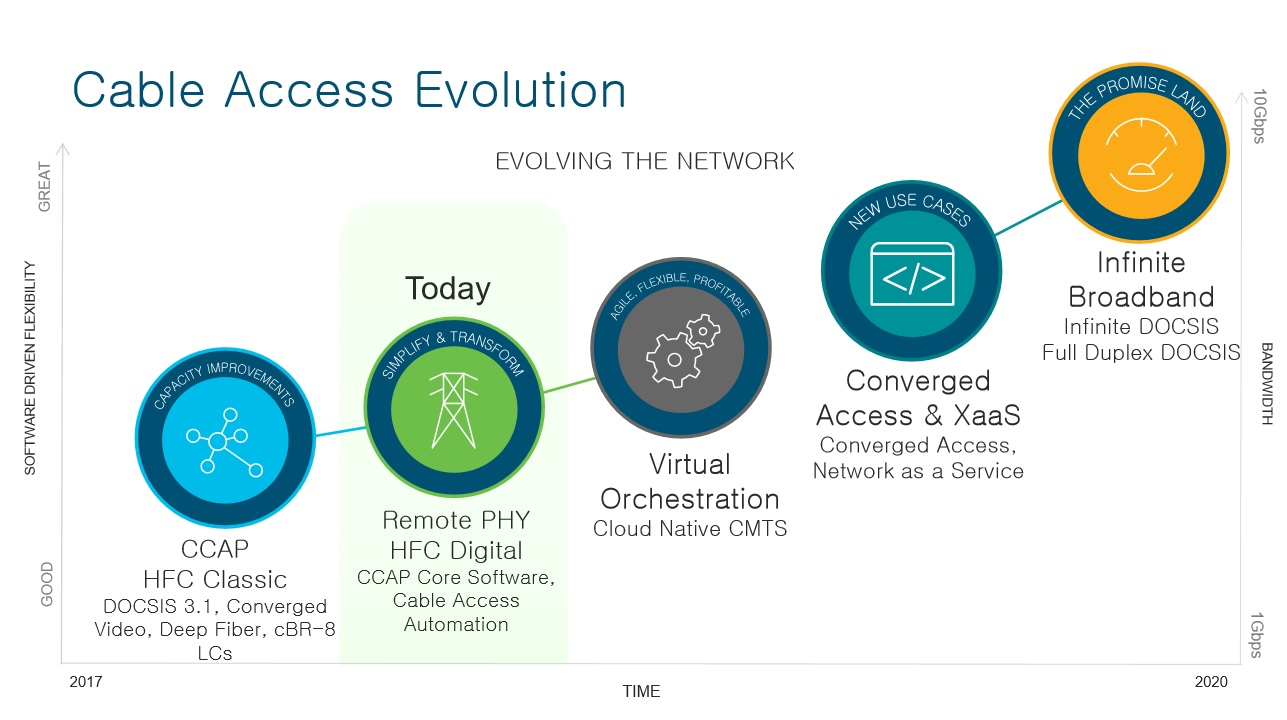 Cable Access Evolution
EVOLVING THE NETWORK
GREAT
SOFTWARE DRIVEN FLEXIBILITY
GOOD
CAPACITY IMPROVEMENTS
CCAP
HFC Classic
DOCSIS 3.1, Converged
Video, Deep Fiber, cBR-8
LCs
Today
SIMPLIFY & TRANSFORM
Remote PHY
HFC Digital
CCAP Core Software,
Cable Access
Automation
AGILE, FLEXIBLE, PROFITABLE
Virtual
Orchestration
Cloud Native CMTS
NEW USE CASES
</>
Converged
Access & XaaS
Converged Access,
Network as a Service
THE PROMISE LAND
Infinite
Broadband
Infinite DOCSIS
Full Duplex DOCSIS
10Gbps
BANDWIDTH
1Gbps
2017
TIME
2020